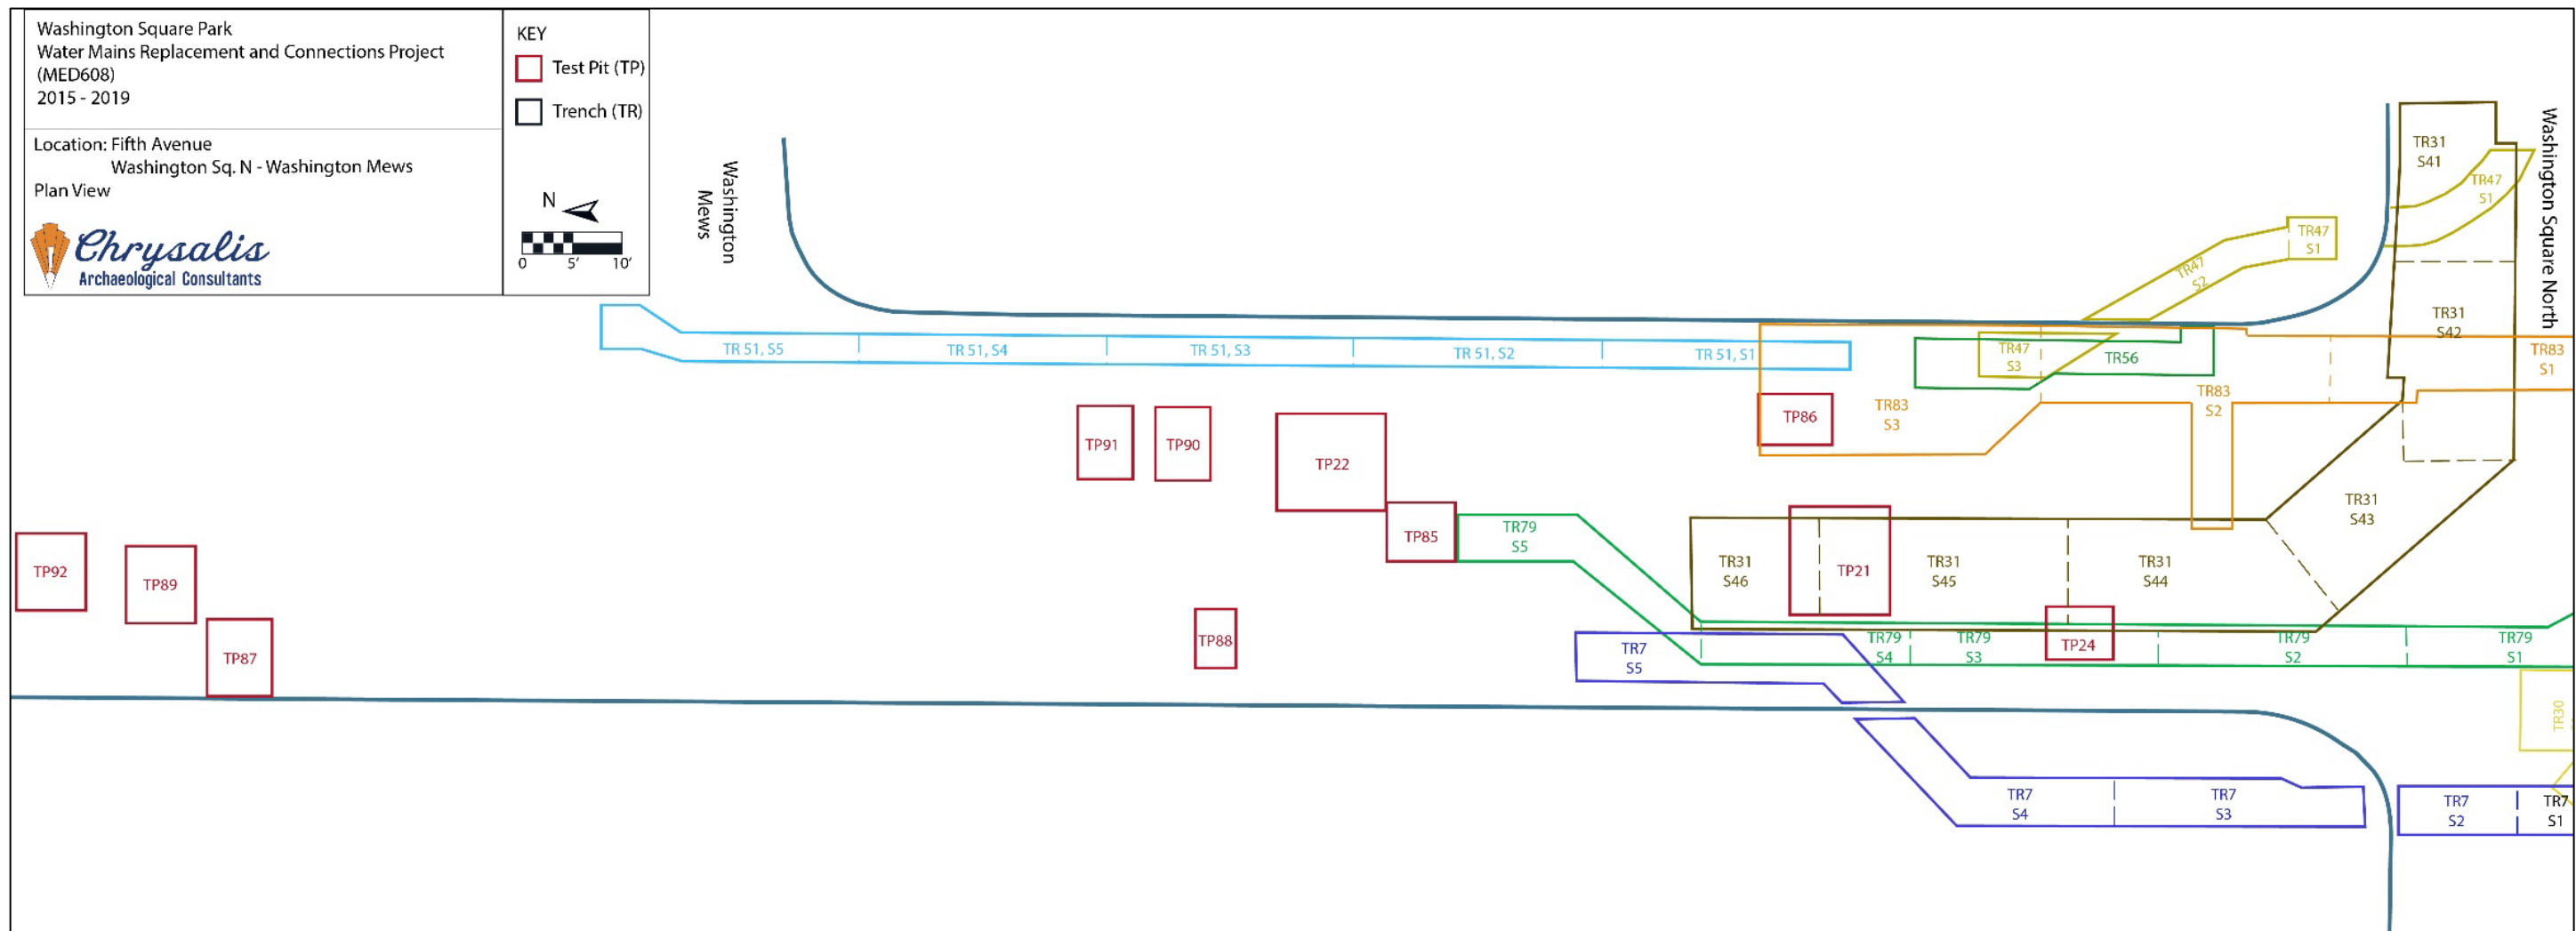 Washington Square Park
Water Mains Replacement and Connections Project
(MED608)
2015 - 2019
Location: Fifth Avenue
Washington Sq. N - Washington Mews
Plan View
Chrysalis
Archaeological Consultants
KEY
Test Pit (TP)
Trench (TR)
N
0 5' 10'
Washington
Mews
Washington Square North
TR31
S41
TR47
S1
TR47
S1
TR47
S2
TR31
S42
TR 51, S5
TR 51, S4
TR 51, S3
TR 51, S2
TR 51, S1
TR47
S3
TR56
TR83
S1
TR83
S2
TR83
S3
TP86
TP91
TP90
TP22
TP85
TR79
S5
TR31
S43
TP92
TP89
TP87
TP88
TR31
S46
TP21
TR31
S45
TR31
S44
TR7
S5
TR79
S4
TR79
S3
TP24
TR79
S2
TR79
S1
TR30
TR7
S4
TR7
S3
TR7
S2
TR7
S1